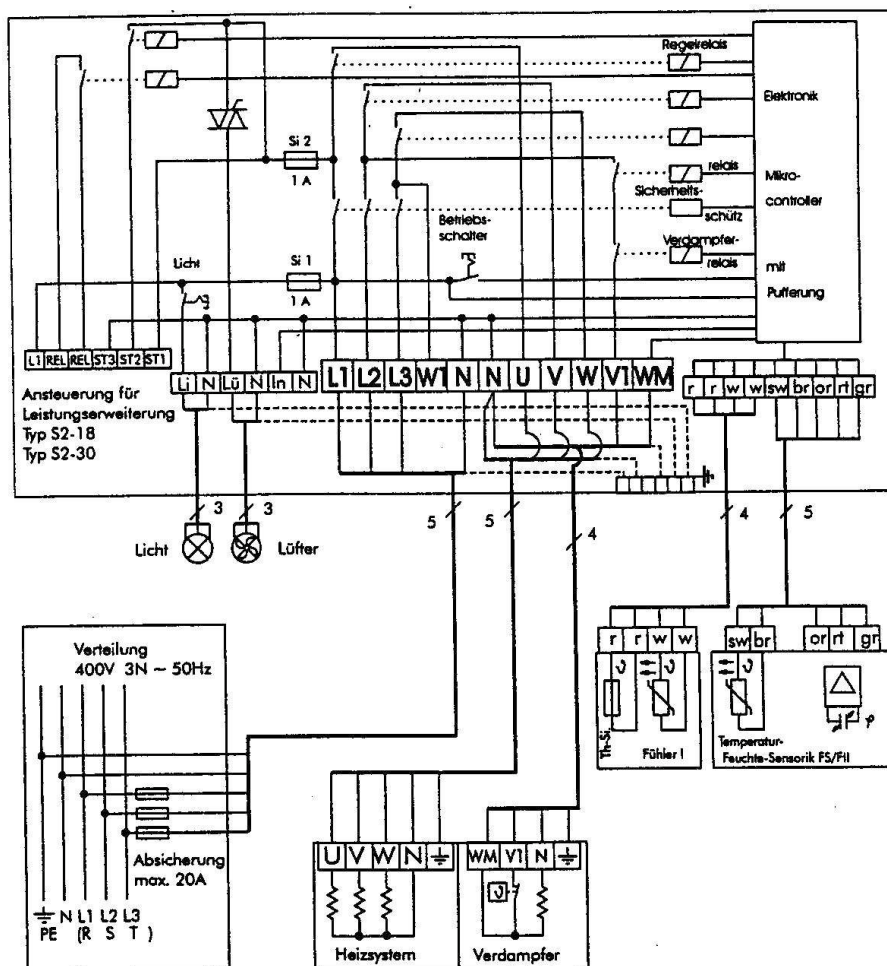 Regelrelais
Elektronik
Si 2
1 A
relais
Mikro-
Sicherheits-
controller
schütz
Betriebs-
schalter
Verdampfer-
relais
mit
Pufferung
Licht
Si 1
1 A
L1 REL REL ST3 ST2 ST1
Li N Lü N In N
L1 L2 L3 W1 N N U V W V1 WM
r r w w sw br or rt gr
Ansteuerung für
Leistungserweiterung
Typ S2-18
Typ S2-30
3 3 5 5 4 4 5
Licht
Lüfter
Verteilung
400V 3N ~ 50Hz
Absicherung
max. 20A
N L1 L2 L3
PE (R S T )
r r w w
ϑ ϑ
Th-Si.
Fühler I
sw br or rt gr
ϑ φ
Temperatur-
Feuchte-Sensorik FS/FII
U V W N
Heizsystem
WM V1 N
ϑ
Verdampfer